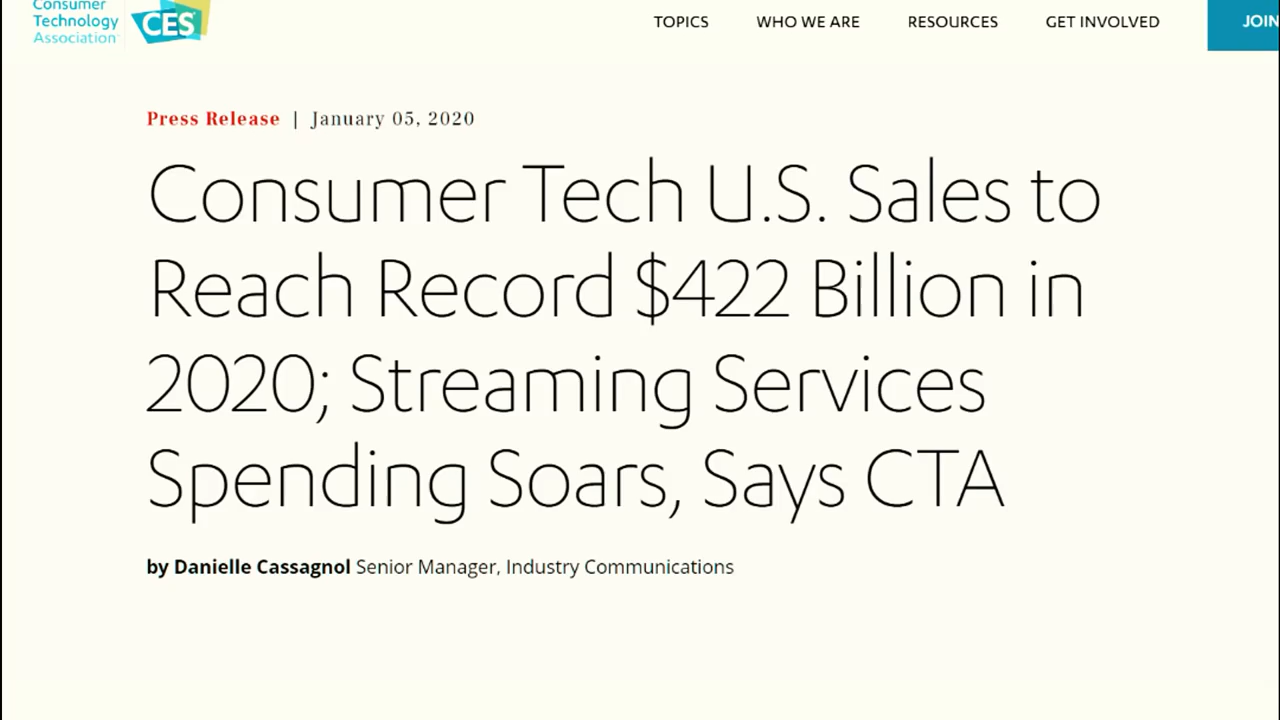 Consumer
Technology
Association
CES
TOPICS WHO WE ARE RESOURCES GET INVOLVED JOIN
Press Release | January 05, 2020
Consumer Tech U.S. Sales to
Reach Record $422 Billion in
2020; Streaming Services
Spending Soars, Says CTA
by Danielle Cassagnol Senior Manager, Industry Communications